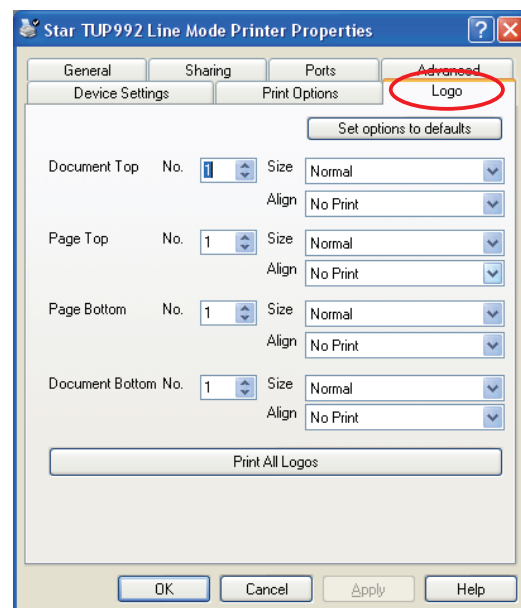 Star TUP992 Line Mode Printer Properties
General Sharing Ports Advanced
Device Settings Print Options Logo
Set options to defaults
Document Top No. 1 Size Normal
Align No Print
Page Top No. 1 Size Normal
Align No Print
Page Bottom No. 1 Size Normal
Align No Print
Document Bottom No. 1 Size Normal
Align No Print
Print All Logos
OK Cancel Apply Help